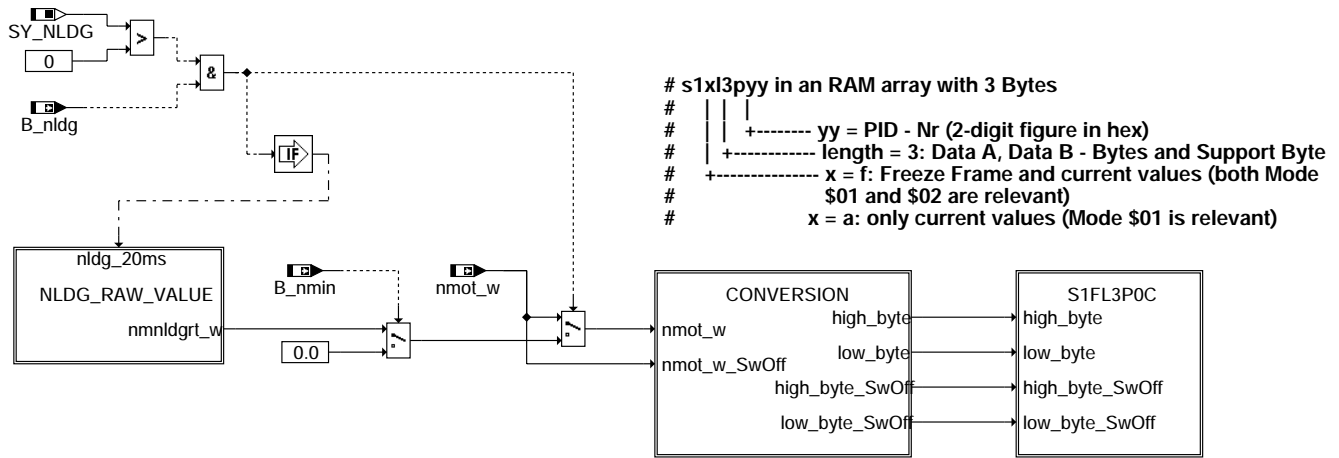 SY_NLDG
>
0
&
B_nldg
IF
# s1xl3pyy in an RAM array with 3 Bytes
# | | |
# | | +-------- yy = PID - Nr (2-digit figure in hex)
# | +------------ length = 3: Data A, Data B - Bytes and Support Byte
# +--------------- x = f: Freeze Frame and current values (both Mode
# $01 and $02 are relevant)
# x = a: only current values (Mode $01 is relevant)
nldg_20ms
NLDG_RAW_VALUE
nmnldgrt_w
B_nmin
0.0
nmot_w
CONVERSION
nmot_w
nmot_w_SwOff
high_byte
low_byte
high_byte_SwOff
low_byte_SwOff
S1FL3P0C
high_byte
low_byte
high_byte_SwOff
low_byte_SwOff